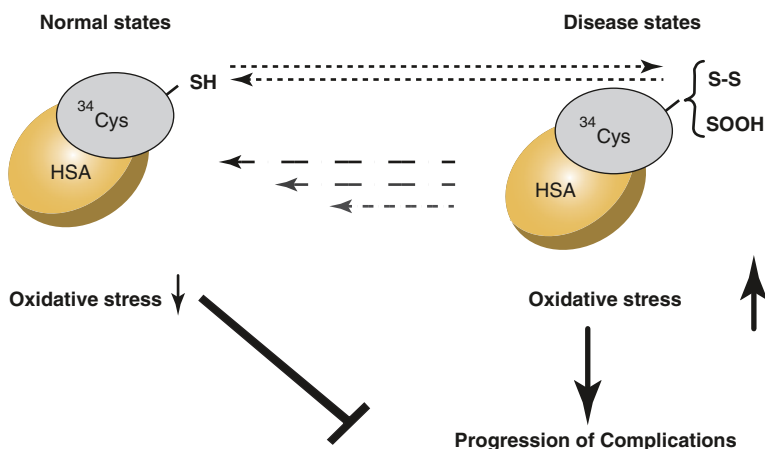 Normal states
Disease states
SH
S-S
34Cys
34Cys
SOOH
HSA
HSA
Oxidative stress
Oxidative stress
Progression of Complications